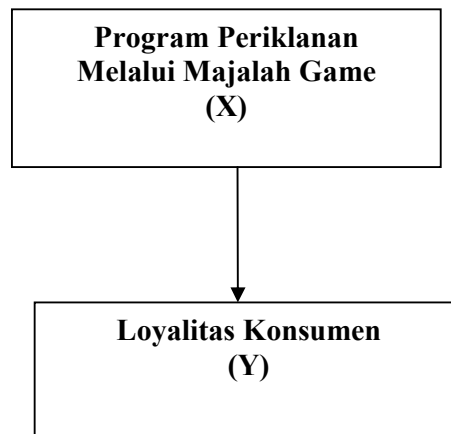 Program Periklanan
Melalui Majalah Game
(X)
Loyalitas Konsumen
(Y)